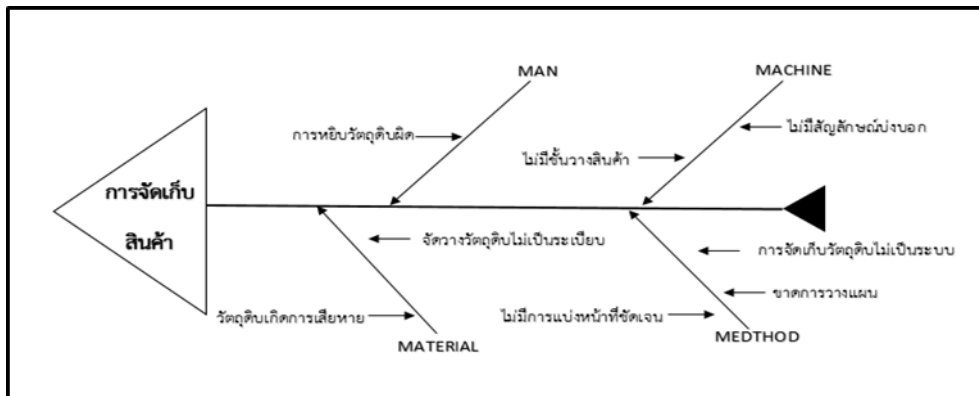 MAN
MACHINE
การหยิบวัตถุดิบผิด
ไม่มีสัญลักษณ์บ่งบอก
ไม่มีชั้นวางสินค้า
การจัดเก็บ
สินค้า
จัดวางวัตถุดิบไม่เป็นระเบียบ
การจัดเก็บวัตถุดิบไม่เป็นระบบ
ขาดการวางแผน
วัตถุดิบเกิดการเสียหาย
ไม่มีการแบ่งหน้าที่ชัดเจน
MATERIAL
MEDTHOD